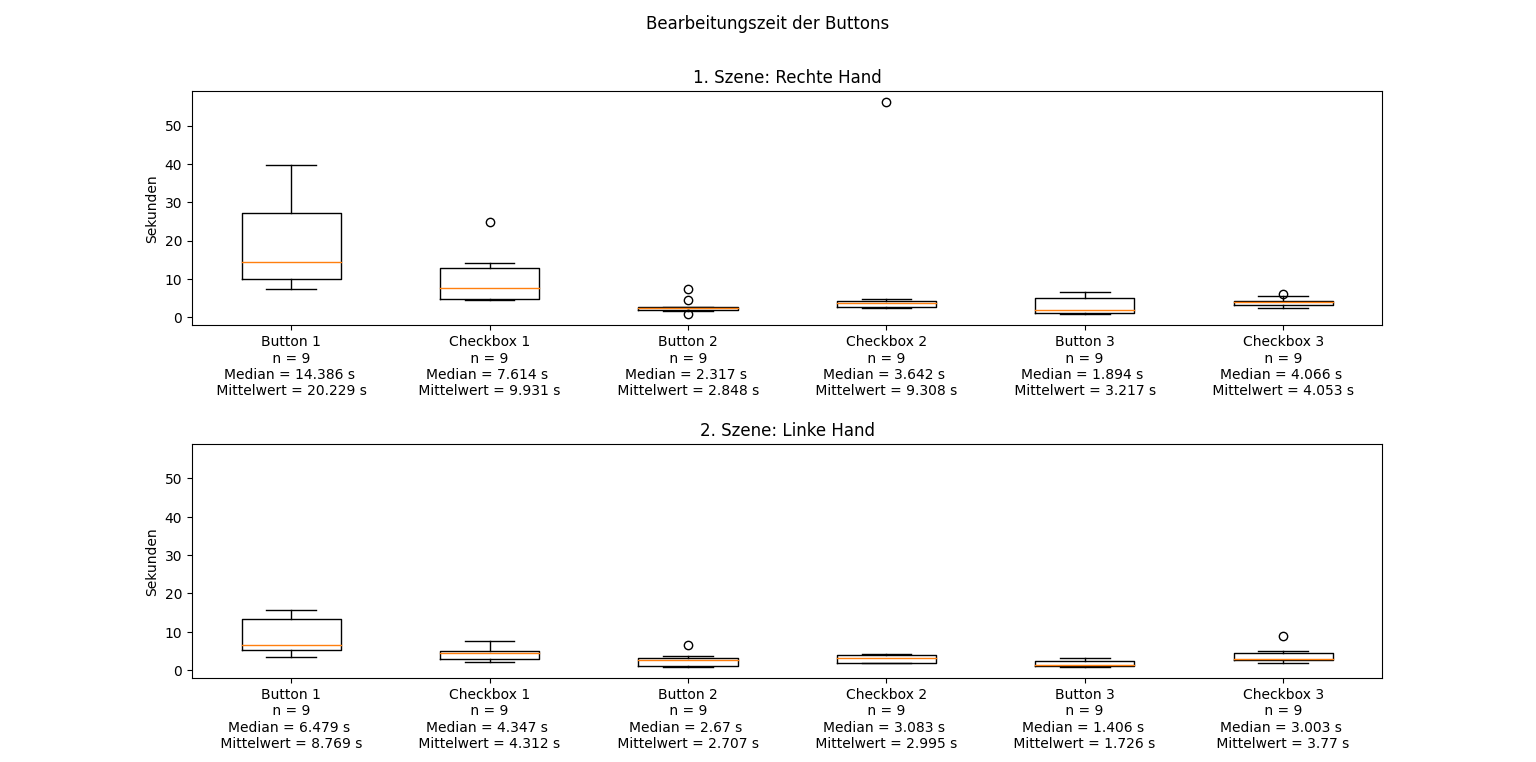 Bearbeitungszeit der Buttons
1. Szene: Rechte Hand
Sekunden
50
40
30
20
10
0
Button 1 Checkbox 1 Button 2 Checkbox 2 Button 3 Checkbox 3
n = 9 n = 9 n = 9 n = 9 n = 9 n = 9
Median = 14.386 s Median = 7.614 s Median = 2.317 s Median = 3.642 s Median = 1.894 s Median = 4.066 s
Mittelwert = 20.229 s Mittelwert = 9.931 s Mittelwert = 2.848 s Mittelwert = 9.308 s Mittelwert = 3.217 s Mittelwert = 4.053 s
2. Szene: Linke Hand
Sekunden
50
40
30
20
10
0
Button 1 Checkbox 1 Button 2 Checkbox 2 Button 3 Checkbox 3
n = 9 n = 9 n = 9 n = 9 n = 9 n = 9
Median = 6.479 s Median = 4.347 s Median = 2.67 s Median = 3.083 s Median = 1.406 s Median = 3.003 s
Mittelwert = 8.769 s Mittelwert = 4.312 s Mittelwert = 2.707 s Mittelwert = 2.995 s Mittelwert = 1.726 s Mittelwert = 3.77 s